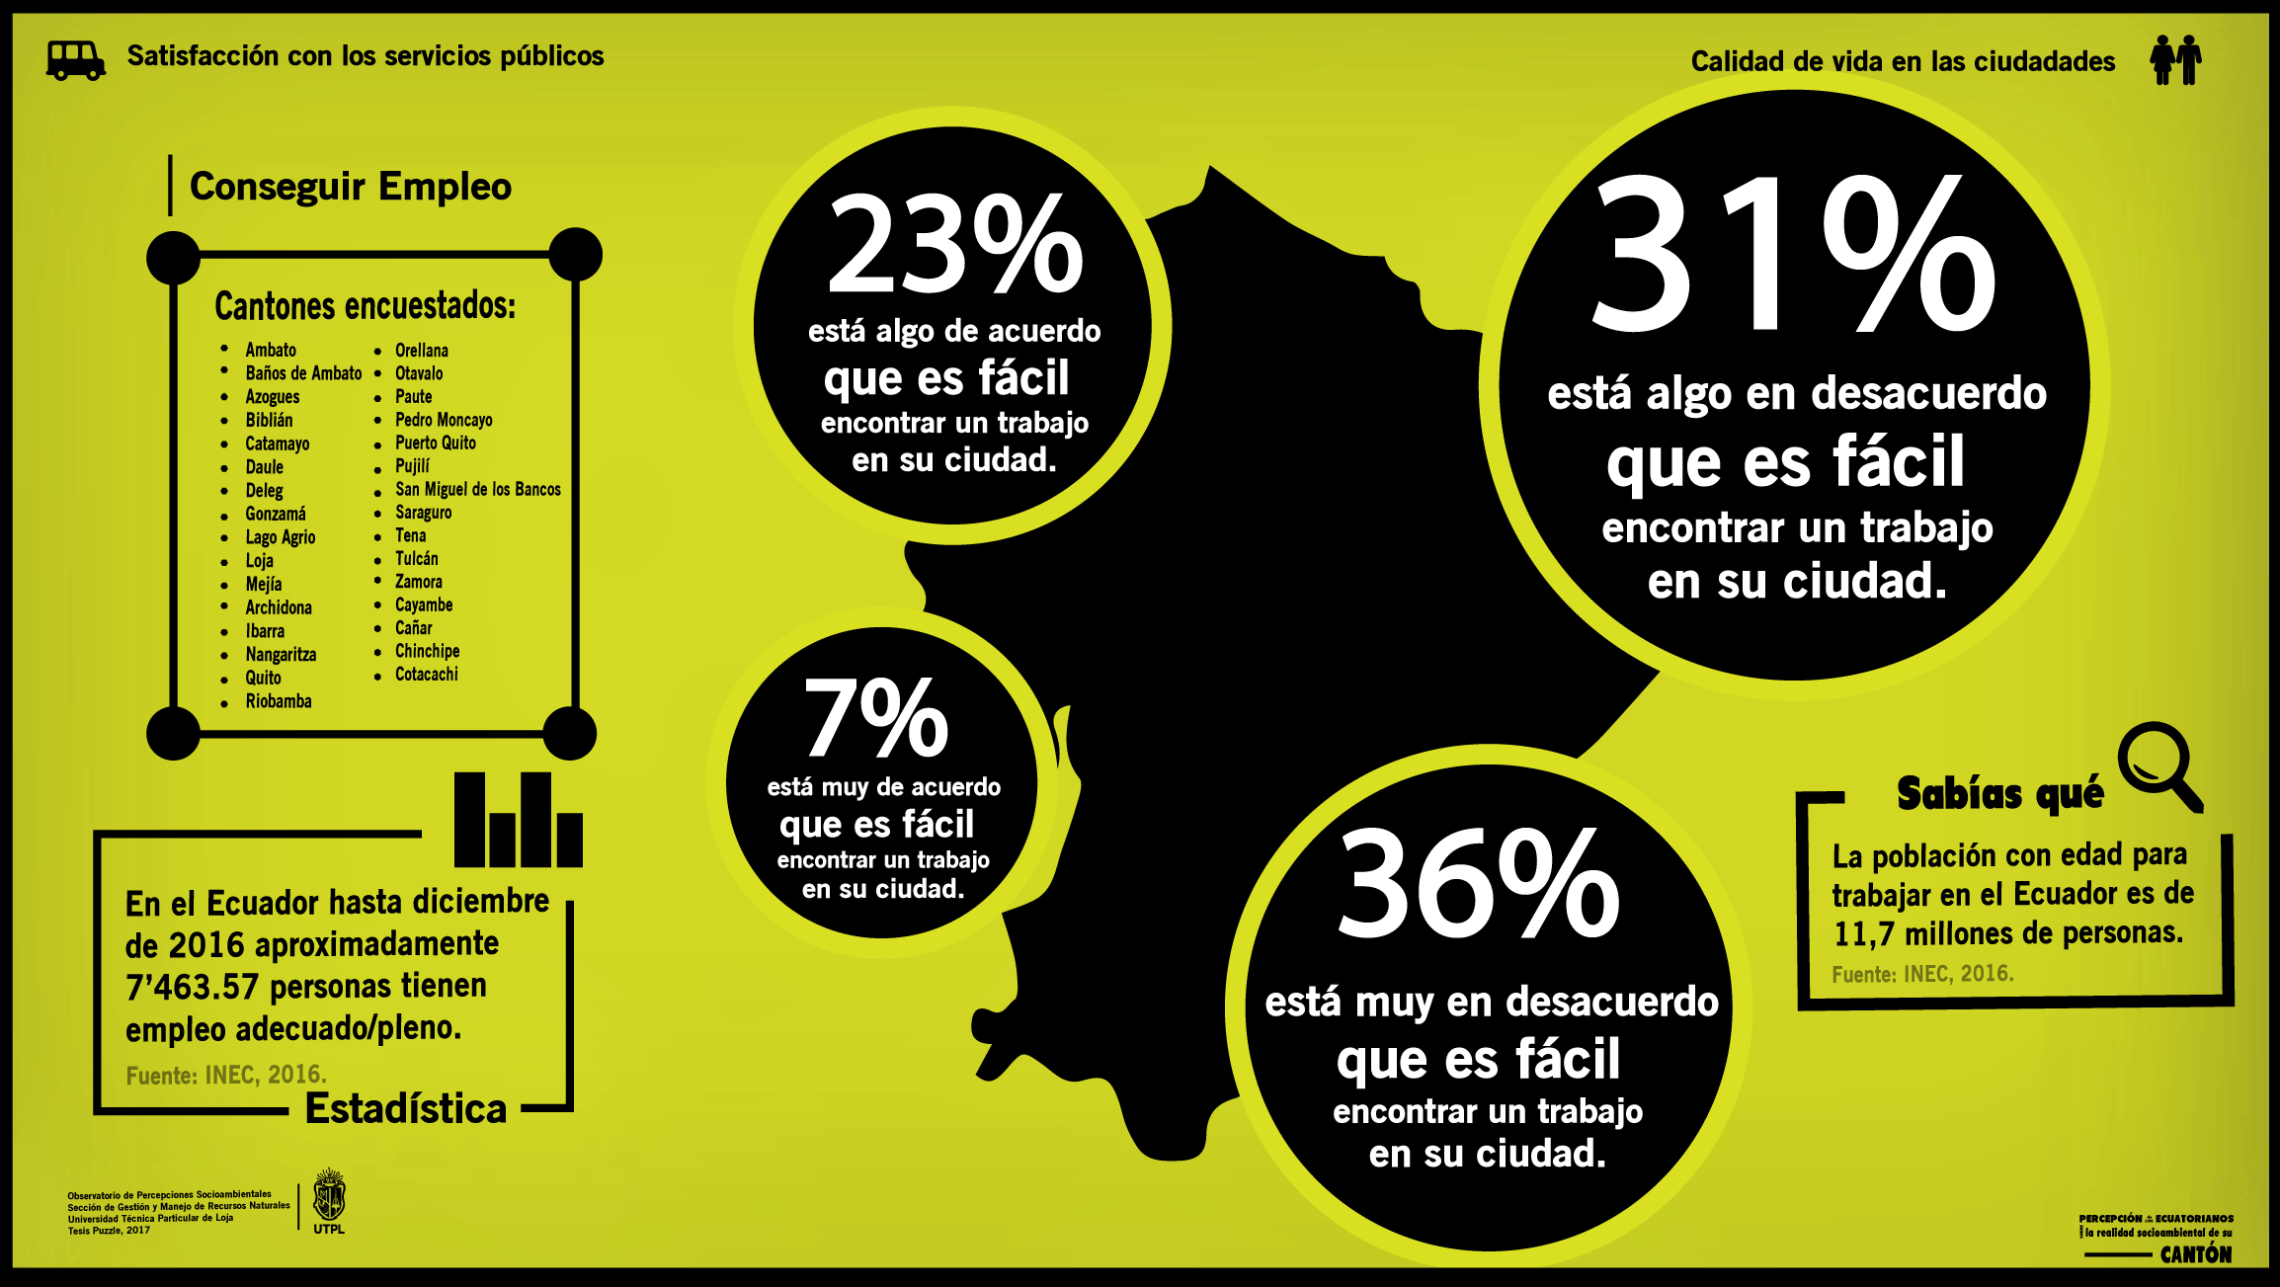 Satisfacción con los servicios públicos
Calidad de vida en las ciudadades
Conseguir Empleo
Cantones encuestados:
Ambato
Baños de Ambato
Azogues
Biblián
Catamayo
Daule
Deleg
Gonzamá
Lago Agrio
Loja
Mejía
Archidona
Ibarra
Nangaritza
Quito
Riobamba
Orellana
Otavalo
Paute
Pedro Moncayo
Puerto Quito
Pujilí
San Miguel de los Bancos
Saraguro
Tena
Tulcán
Zamora
Cayambe
Cañar
Chinchipe
Cotacachi
En el Ecuador hasta diciembre
de 2016 aproximadamente
7’463.57 personas tienen
empleo adecuado/pleno.
Fuente: INEC, 2016.
Estadística
23%
está algo de acuerdo
que es fácil
encontrar un trabajo
en su ciudad.
7%
está muy de acuerdo
que es fácil
encontrar un trabajo
en su ciudad.
31%
está algo en desacuerdo
que es fácil
encontrar un trabajo
en su ciudad.
36%
está muy en desacuerdo
que es fácil
encontrar un trabajo
en su ciudad.
Sabías qué
La población con edad para
trabajar en el Ecuador es de
11,7 millones de personas.
Fuente: INEC, 2016.
Observatorio de Percepciones Socioambientales
Sección de Gestión y Manejo de Recursos Naturales
Universidad Técnica Particular de Loja
Tesis Puzzle, 2017
UTPL
PERCEPCIÓN ECUATORIANOS
la realidad socioambiental de su
CANTÓN